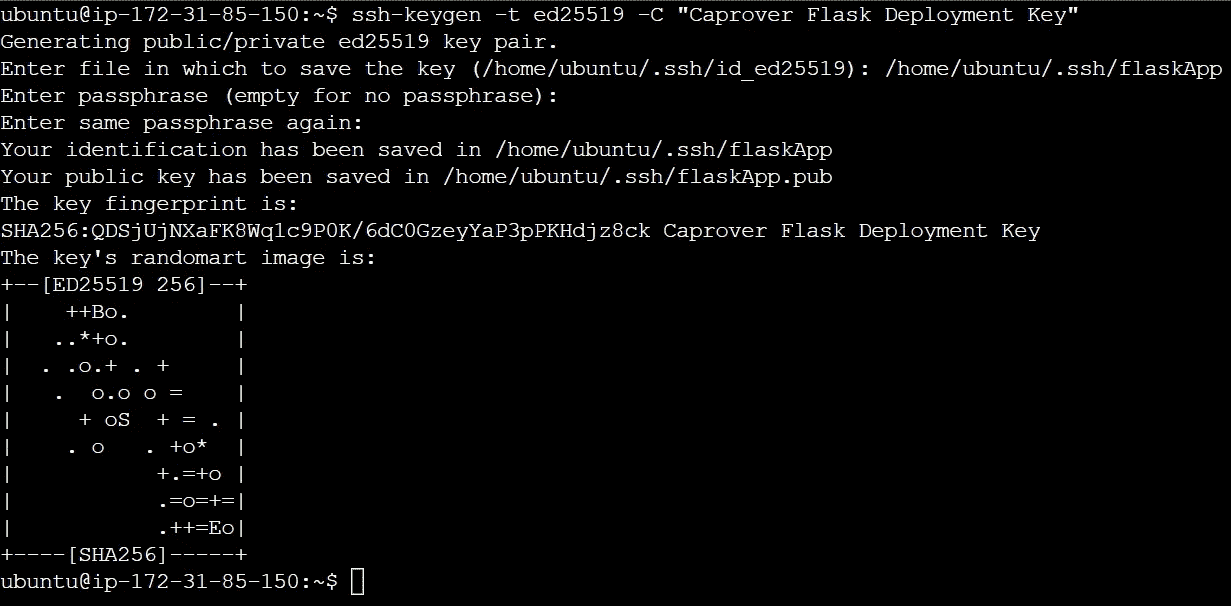 ubuntu@ip-172-31-85-150:~$ ssh-keygen -t ed25519 -C "Caprover Flask Deployment Key"
Generating public/private ed25519 key pair.
Enter file in which to save the key (/home/ubuntu/.ssh/id_ed25519): /home/ubuntu/.ssh/flaskApp
Enter passphrase (empty for no passphrase):
Enter same passphrase again:
Your identification has been saved in /home/ubuntu/.ssh/flaskApp
Your public key has been saved in /home/ubuntu/.ssh/flaskApp.pub
The key fingerprint is:
SHA256:QDSjUjNXaFK8Wq1c9P0K/6dC0GzeyYaP3pPKHdjz8ck Caprover Flask Deployment Key
The key's randomart image is:
+--[ED25519 256]--+
|    ++Bo.        |
|   ..*+o.        |
|  . .o.+ . +     |
|   .  o.o o =    |
|     + oS  + = . |
|    . o   . +o*  |
|           +.=+o |
|           .=o=+=|
|           .++=Eo|
+----[SHA256]-----+
ubuntu@ip-172-31-85-150:~$